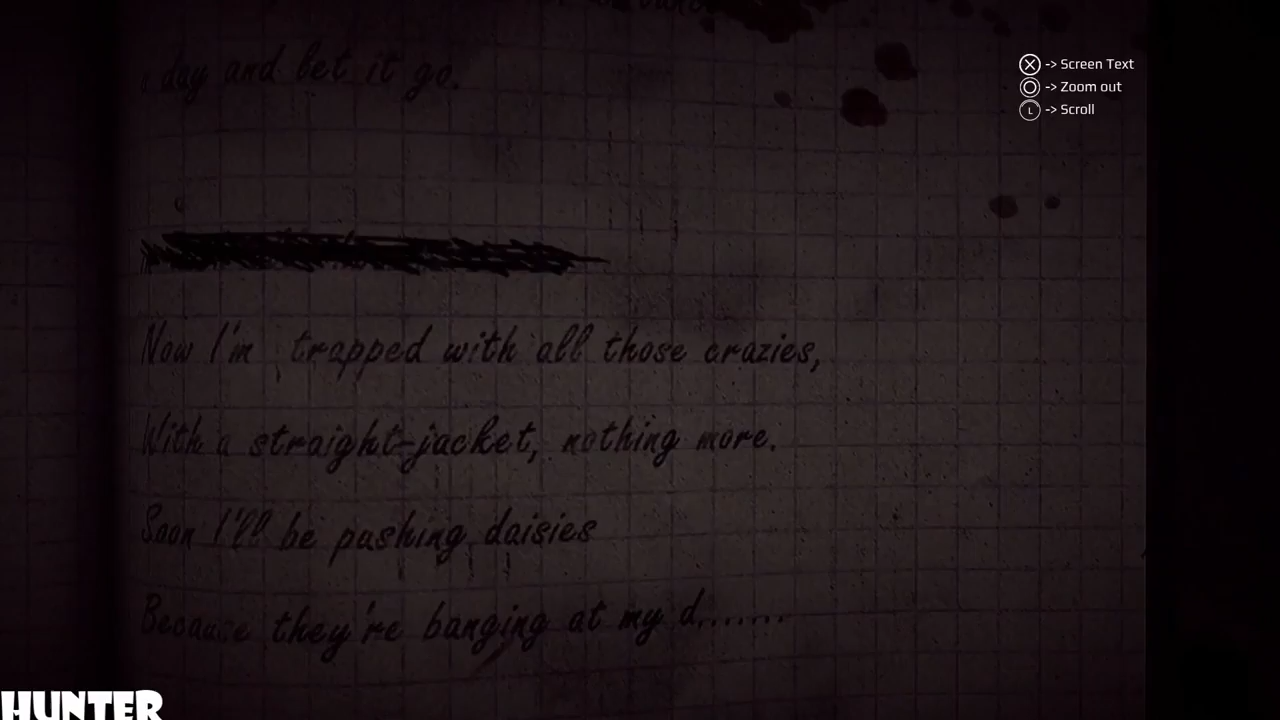 day and let it go.
-> Screen Text
-> Zoom out
L -> Scroll
Now I'm trapped with all those crazies,
With a straight-jacket, nothing more.
Soon I'll be pushing daisies
Because they're banging at my d.......
HUNTER